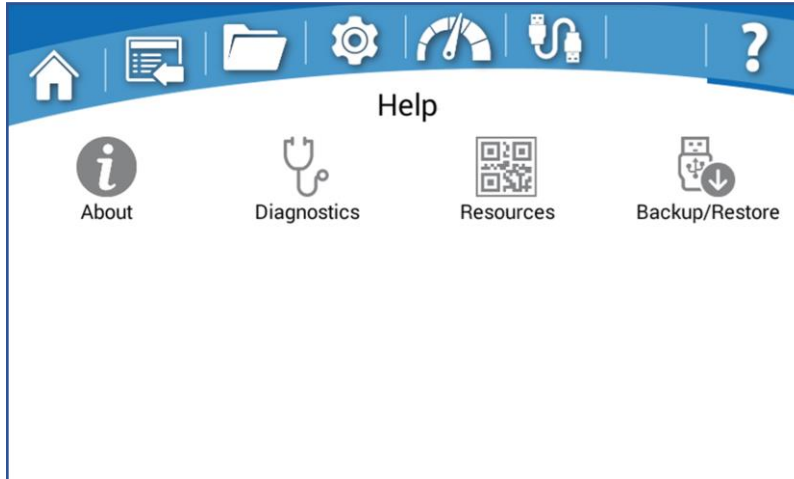 ?
Help
About
Diagnostics
Resources
Backup/Restore